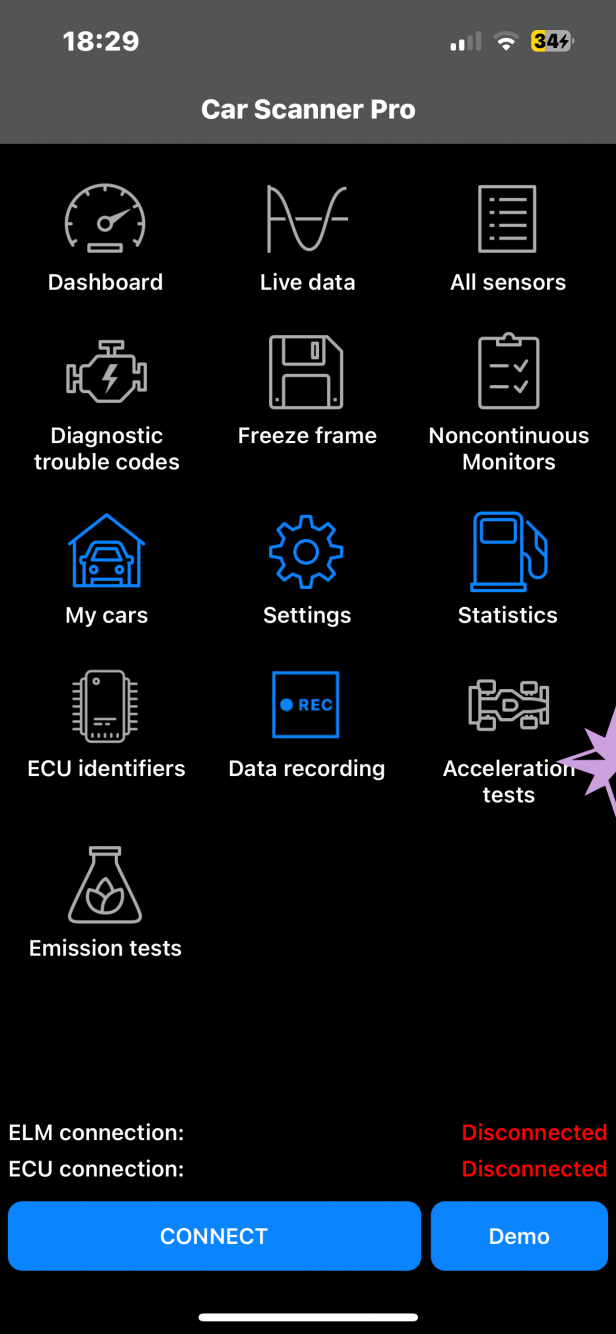 18:29
34
Car Scanner Pro
Dashboard
Live data
All sensors
Diagnostic
trouble codes
Freeze frame
Noncontinuous
Monitors
My cars
Settings
Statistics
REC
ECU identifiers
Data recording
D
Acceleration
tests
Emission tests
ELM connection:
Disconnected
ECU connection:
Disconnected
CONNECT
Demo